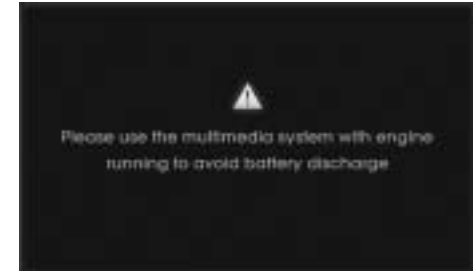 Please use the multimedia system with engine
running to avoid battery discharge